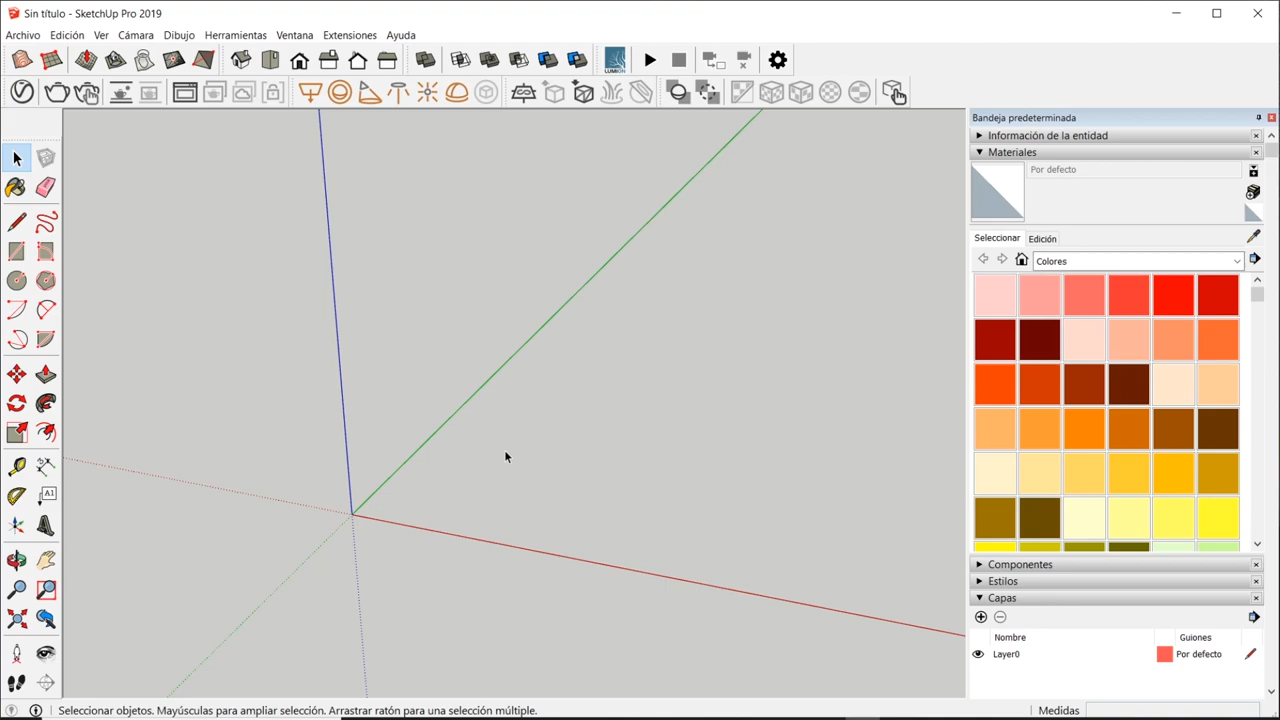 Sin título - SketchUp Pro 2019
Archivo Edición Ver Cámara Dibujo Herramientas Ventana Extensiones Ayuda
LUMION
Bandeja predeterminada
Información de la entidad
Materiales
Por defecto
Seleccionar Edición
Colores
A1
Componentes
Estilos
Capas
Nombre Guiones
Layer0 Por defecto
Seleccionar objetos. Mayúsculas para ampliar selección. Arrastrar ratón para una selección múltiple. Medidas